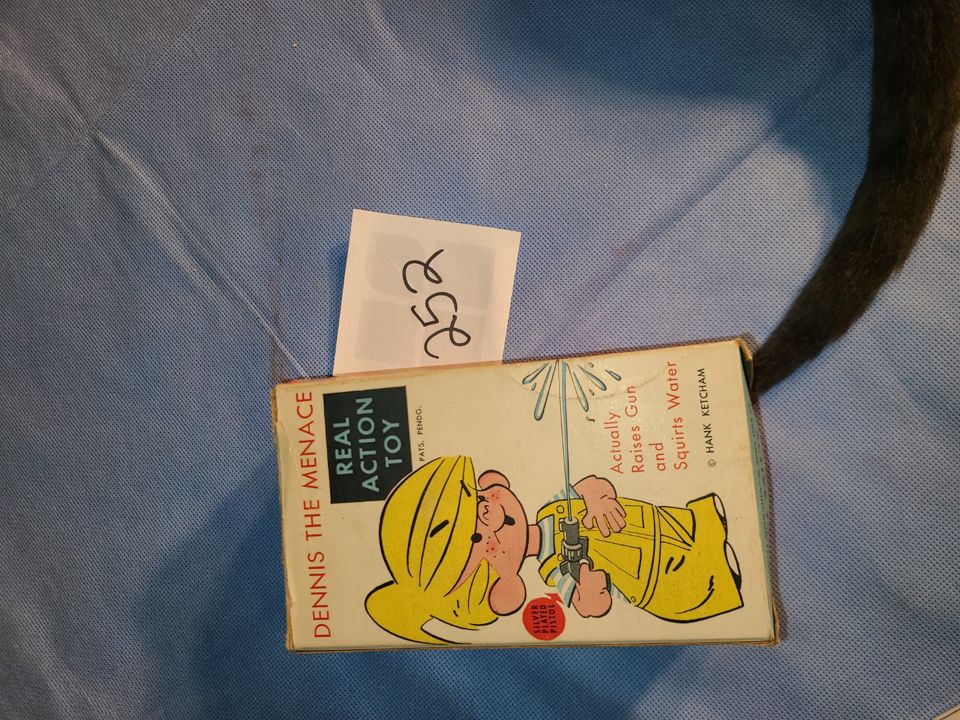 252
DENNIS THE MENACE
REAL
ACTION
TOY
PATS. PENDG.
SILVER
PLATED
PISTOL
Actually
Raises Gun
and
Squirts Water
© HANK KETCHAM